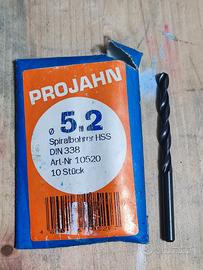 PROJAHN
Ø 5.2
Spiralbohrer HSS
DIN 338
Art-Nr 10520
10 Stück